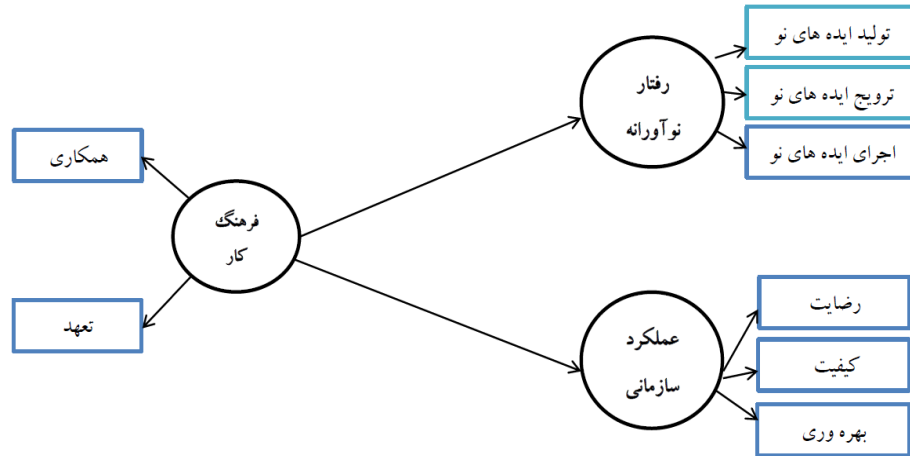 تولید ایده های نو
ترویج ایده های نو
اجرای ایده های نو
رفتار
نوآورانه
همکاری
فرهنگ
کار
تعهد
عملکرد
سازمانی
رضایت
کیفیت
بهره وری